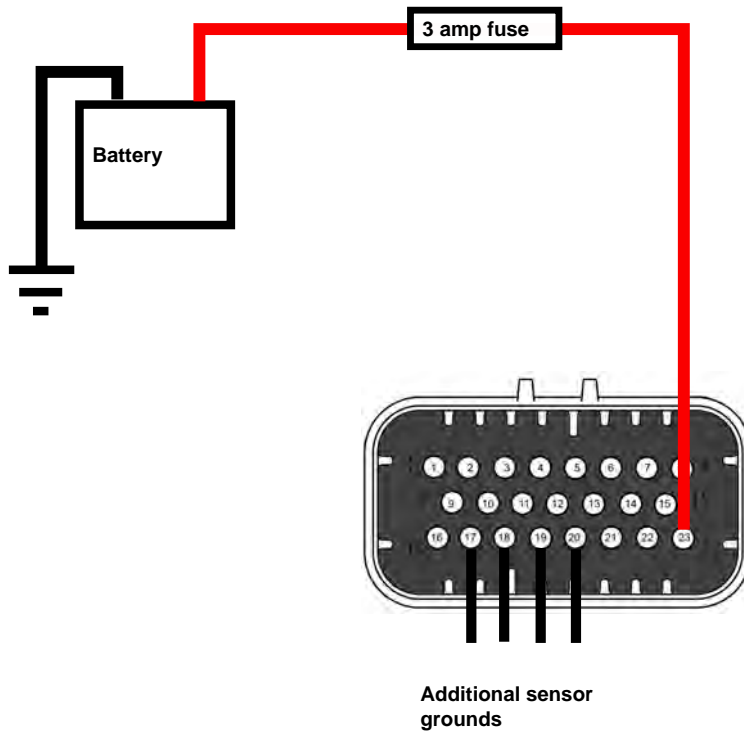 3 amp fuse
Battery
1 2 3 4 5 6 7
9 10 11 12 13 14 15
16 17 18 19 20 21 22 23
Additional sensor
grounds